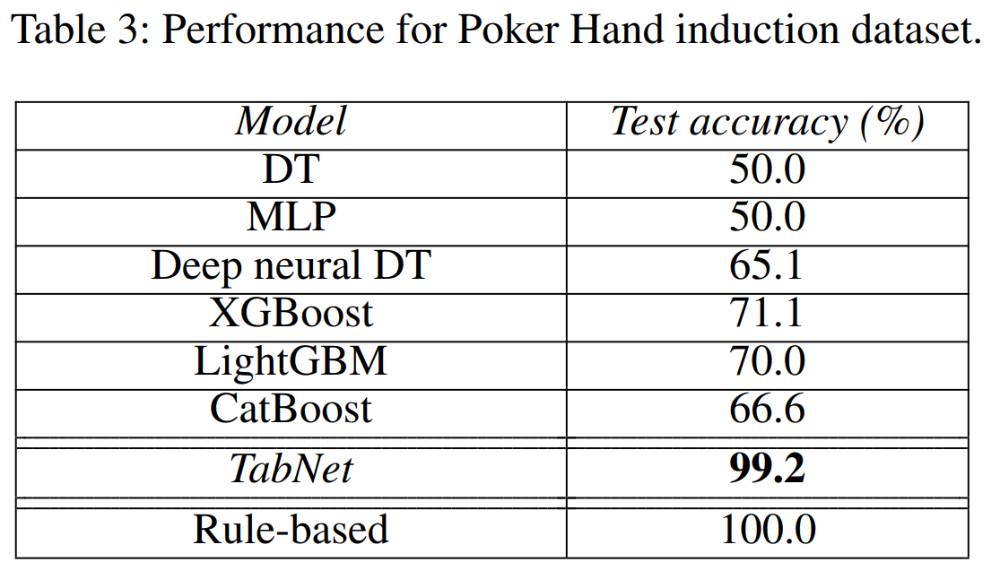 Table 3: Performance for Poker Hand induction dataset.
Model Test accuracy (%)
DT 50.0
MLP 50.0
Deep neural DT 65.1
XGBoost 71.1
LightGBM 70.0
CatBoost 66.6
TabNet 99.2
Rule-based 100.0